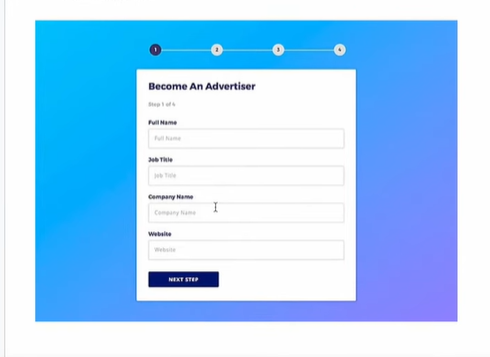 1 2 3 4
Become An Advertiser
Step 1 of 4
Full Name
Full Name
Job Title
Job Title
Company Name
Company Name
Website
Website
NEXT STEP